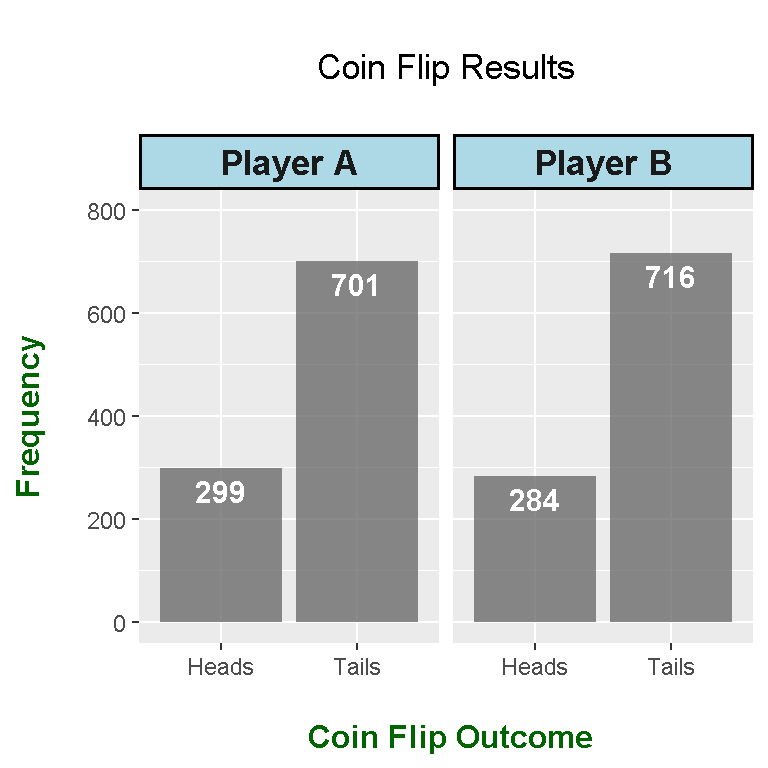 Coin Flip Results
Player A Player B
Frequency
800
600
400
200
0
701
299
716
284
Heads Tails Heads Tails
Coin Flip Outcome